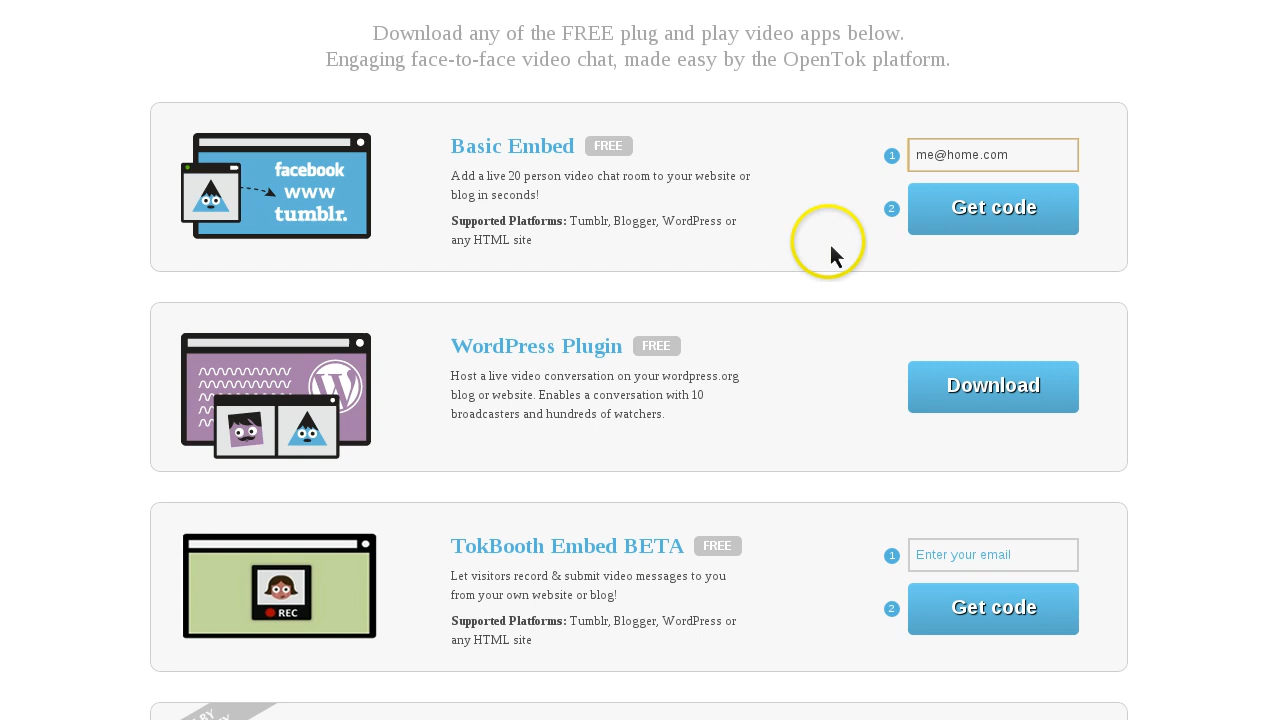 Download any of the FREE plug and play video apps below.
Engaging face-to-face video chat, made easy by the OpenTok platform.
facebook
www
tumblr.
Basic Embed FREE
Add a live 20 person video chat room to your website or
blog in seconds!
Supported Platforms: Tumblr, Blogger, WordPress or
any HTML site
1 me@home.com
2 Get code
WordPress Plugin FREE
Host a live video conversation on your wordpress.org
blog or website. Enables a conversation with 10
broadcasters and hundreds of watchers.
Download
REC
TokBooth Embed BETA FREE
Let visitors record & submit video messages to you
from your own website or blog!
Supported Platforms: Tumblr, Blogger, WordPress or
any HTML site
1 Enter your email
2 Get code